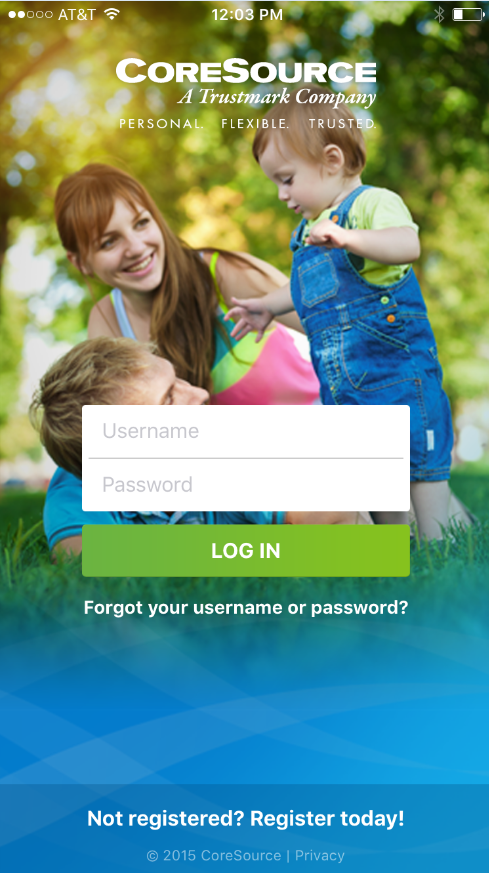 AT&T 12:03 PM
CORESOURCE
A Trustmark Company
PERSONAL. FLEXIBLE. TRUSTED.
Username
Password
LOG IN
Forgot your username or password?
Not registered? Register today!
© 2015 CoreSource | Privacy